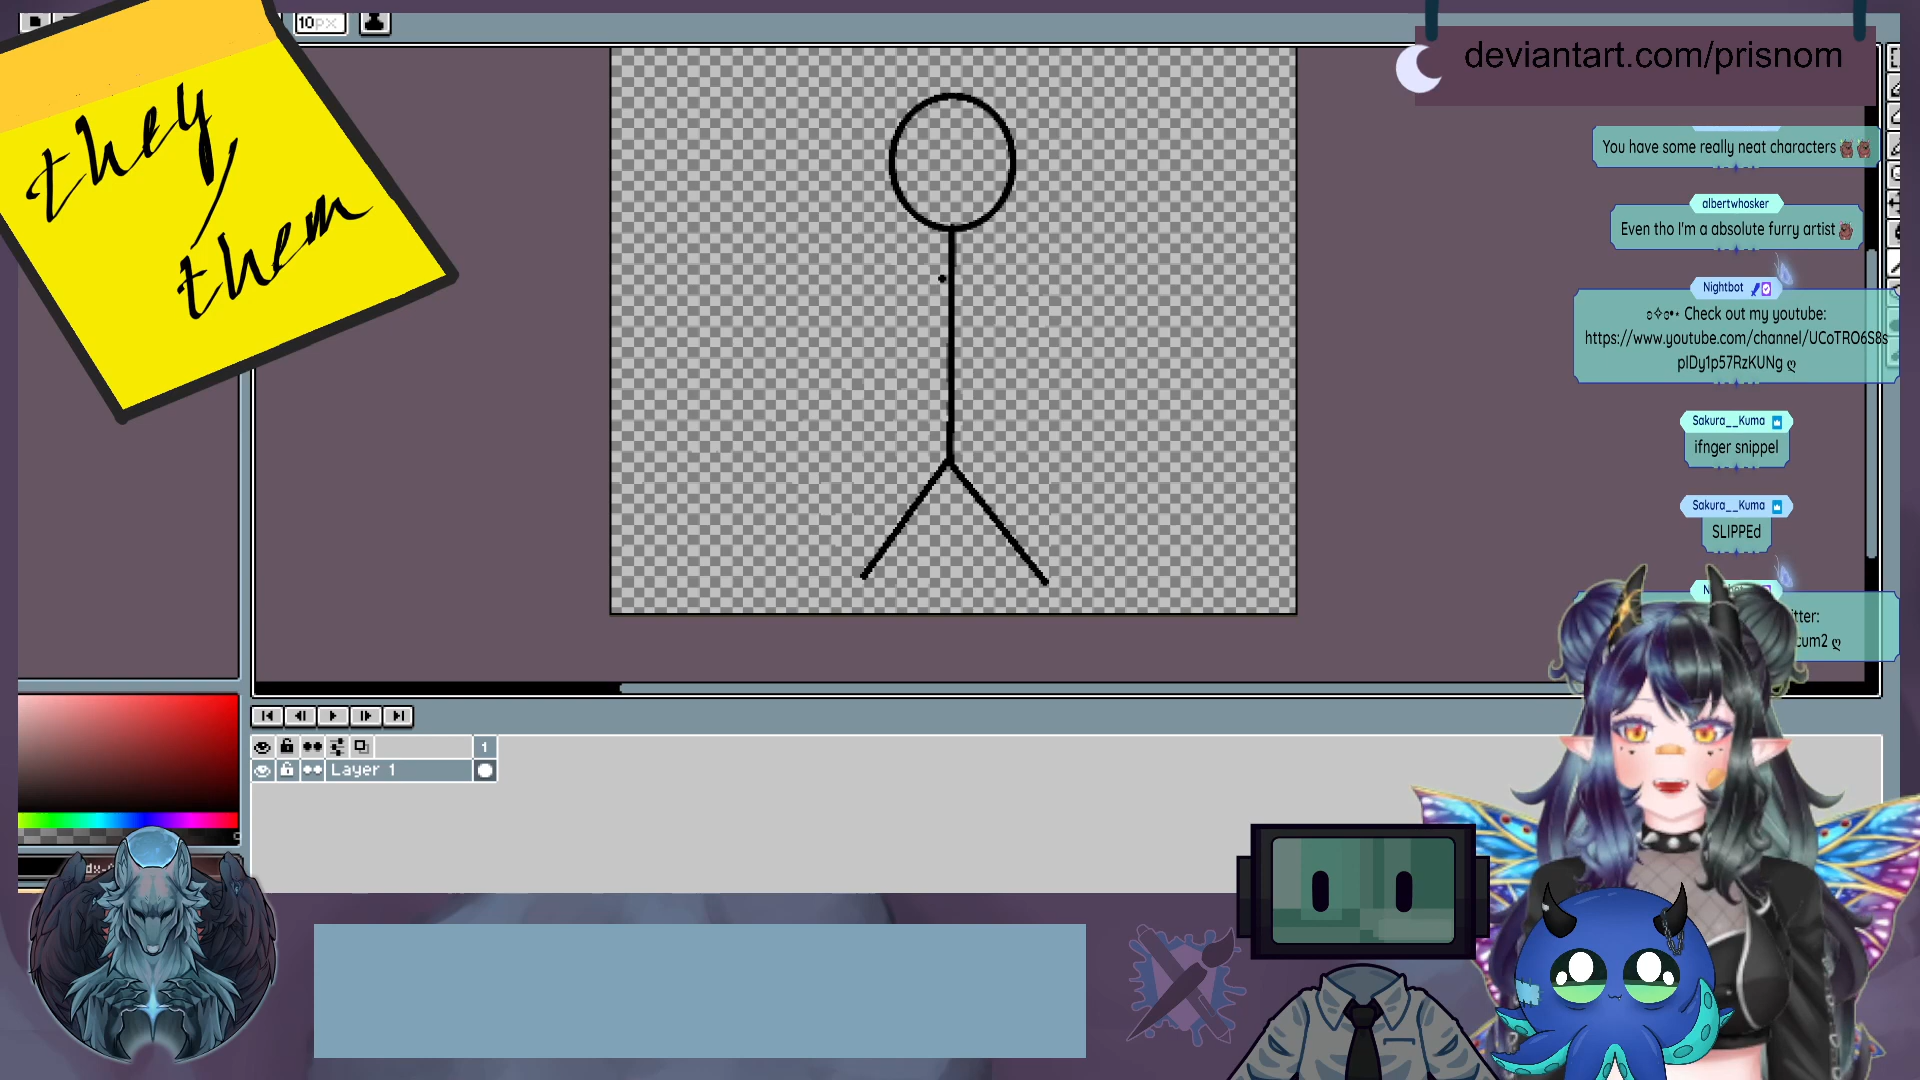 10px
deviantart.com/prisnom
they
/
them
You have some really neat characters
albertwhosker
Even tho I'm a absolute furry artist
Nightbot
Check out my youtube:
https://www.youtube.com/channel/UCoTRO6S8s
plDy1p57RzKUNg ღ
Sakura__Kuma
ifnger snippel
Sakura__Kuma
SLIPPEd
1
Layer 1